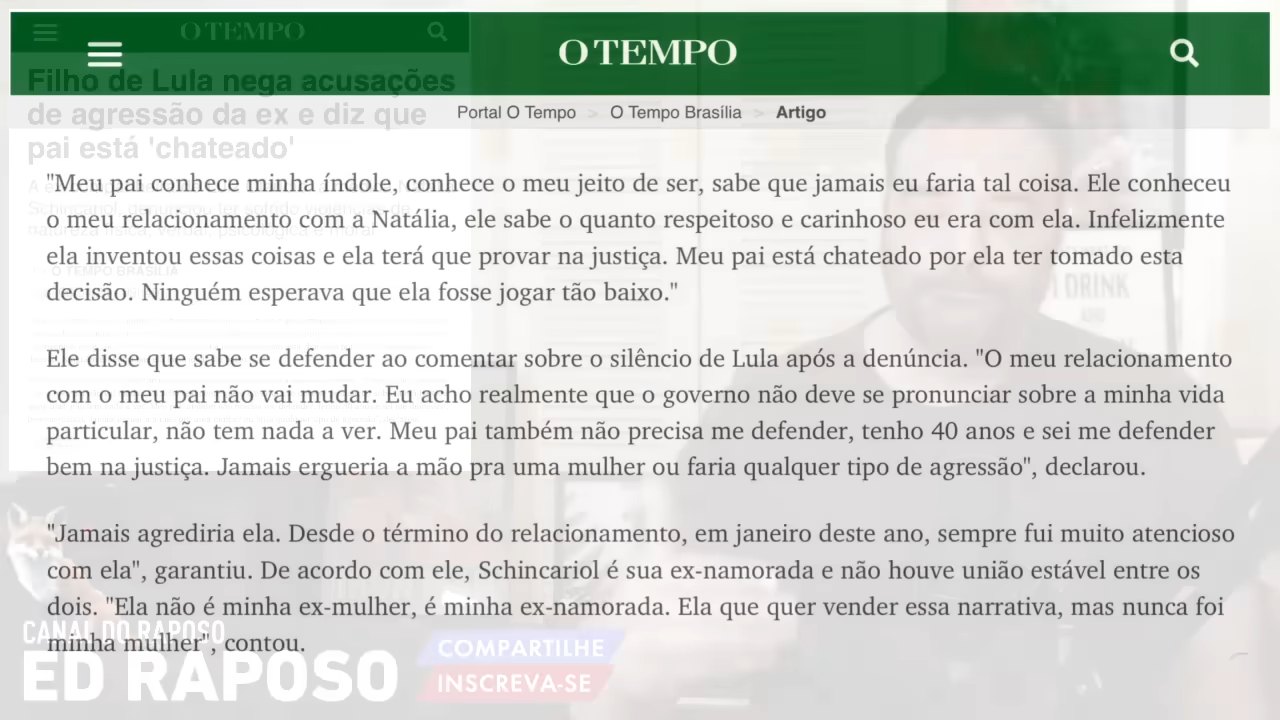 O TEMPO
O TEMPO
Filho de Lula nega acusações
de agressão da ex e diz que
pai está 'chateado'
Portal O Tempo > O Tempo Brasília > Artigo
"Meu pai conhece minha índole, conhece o meu jeito de ser, sabe que jamais eu faria tal coisa. Ele conheceu
o meu relacionamento com a Natália, ele sabe o quanto respeitoso e carinhoso eu era com ela. Infelizmente
ela inventou essas coisas e ela terá que provar na justiça. Meu pai está chateado por ela ter tomado esta
decisão. Ninguém esperava que ela fosse jogar tão baixo."
O TEMPO BRASÍLIA
DRINK
Ele disse que sabe se defender ao comentar sobre o silêncio de Lula após a denúncia. "O meu relacionamento
com o meu pai não vai mudar. Eu acho realmente que o governo não deve se pronunciar sobre a minha vida
particular, não tem nada a ver. Meu pai também não precisa me defender, tenho 40 anos e sei me defender
bem na justiça. Jamais ergueria a mão pra uma mulher ou faria qualquer tipo de agressão", declarou.
"Jamais agrediria ela. Desde o término do relacionamento, em janeiro deste ano, sempre fui muito atencioso
com ela", garantiu. De acordo com ele, Schincariol é sua ex-namorada e não houve união estável entre os
dois. "Ela não é minha ex-mulher, é minha ex-namorada. Ela que quer vender essa narrativa, mas nunca foi
minha mulher", contou.
CANAL DO RAPOSO
ED RAPOSO
COMPARTILHE
INSCREVA-SE